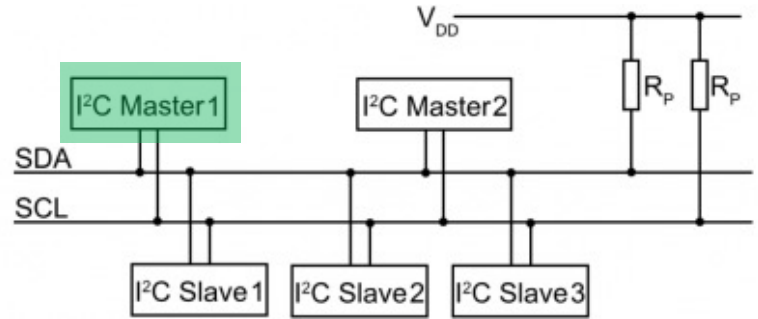 V_DD
I²C Master1
I²C Master2
R_P
R_P
SDA
SCL
I²C Slave1
I²C Slave2
I²C Slave3